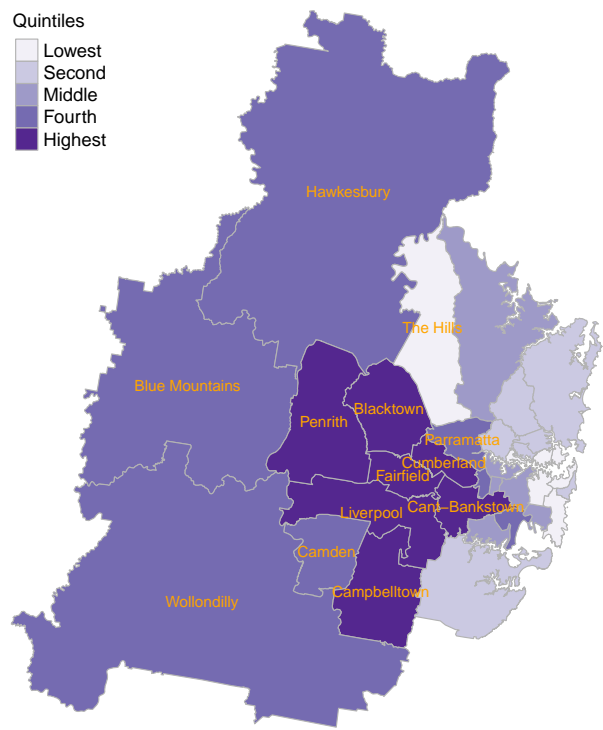 Quintiles
Lowest
Second
Middle
Fourth
Highest
Hawkesbury
The Hills
Blue Mountains
Blacktown
Penrith
Parramatta
Cumberland
Fairfield
Cant−Bankstown
Liverpool
Camden
Campbelltown
Wollondilly